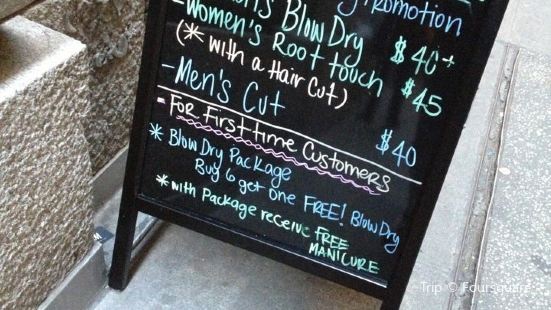 Promotion
Blow Dry $40+
- Women's Root touch $45
(* with a Hair Cut)
- Men's Cut $40
- For First time Customers
* Blow Dry Package
Buy 6 get one FREE! Blow Dry
* with Package receive FREE
MANICURE
Trip © Foursquare